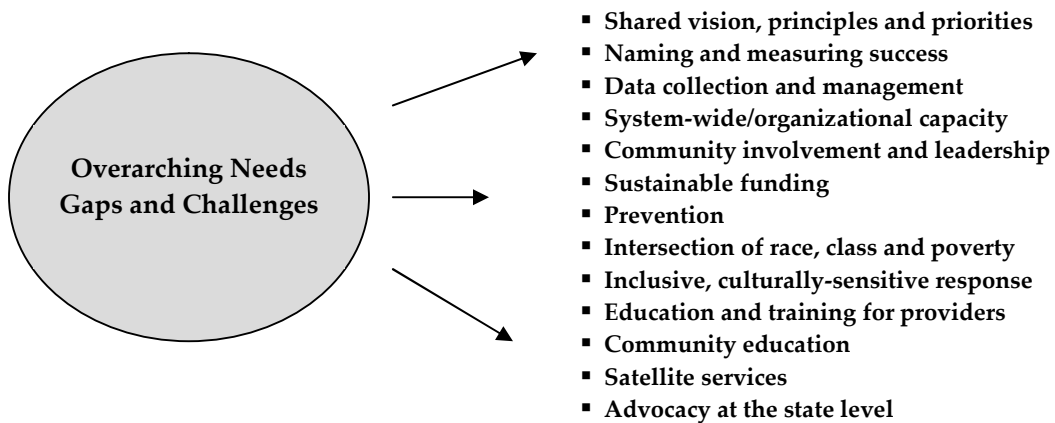 Overarching Needs
Gaps and Challenges
▪ Shared vision, principles and priorities
▪ Naming and measuring success
▪ Data collection and management
▪ System-wide/organizational capacity
▪ Community involvement and leadership
▪ Sustainable funding
▪ Prevention
▪ Intersection of race, class and poverty
▪ Inclusive, culturally-sensitive response
▪ Education and training for providers
▪ Community education
▪ Satellite services
▪ Advocacy at the state level